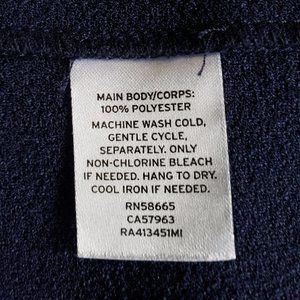 MAIN BODY/CORPS:
100% POLYESTER
MACHINE WASH COLD,
GENTLE CYCLE,
SEPARATELY. ONLY
NON-CHLORINE BLEACH
IF NEEDED. HANG TO DRY.
COOL IRON IF NEEDED.
RN58665
CA57963
RA413451MI